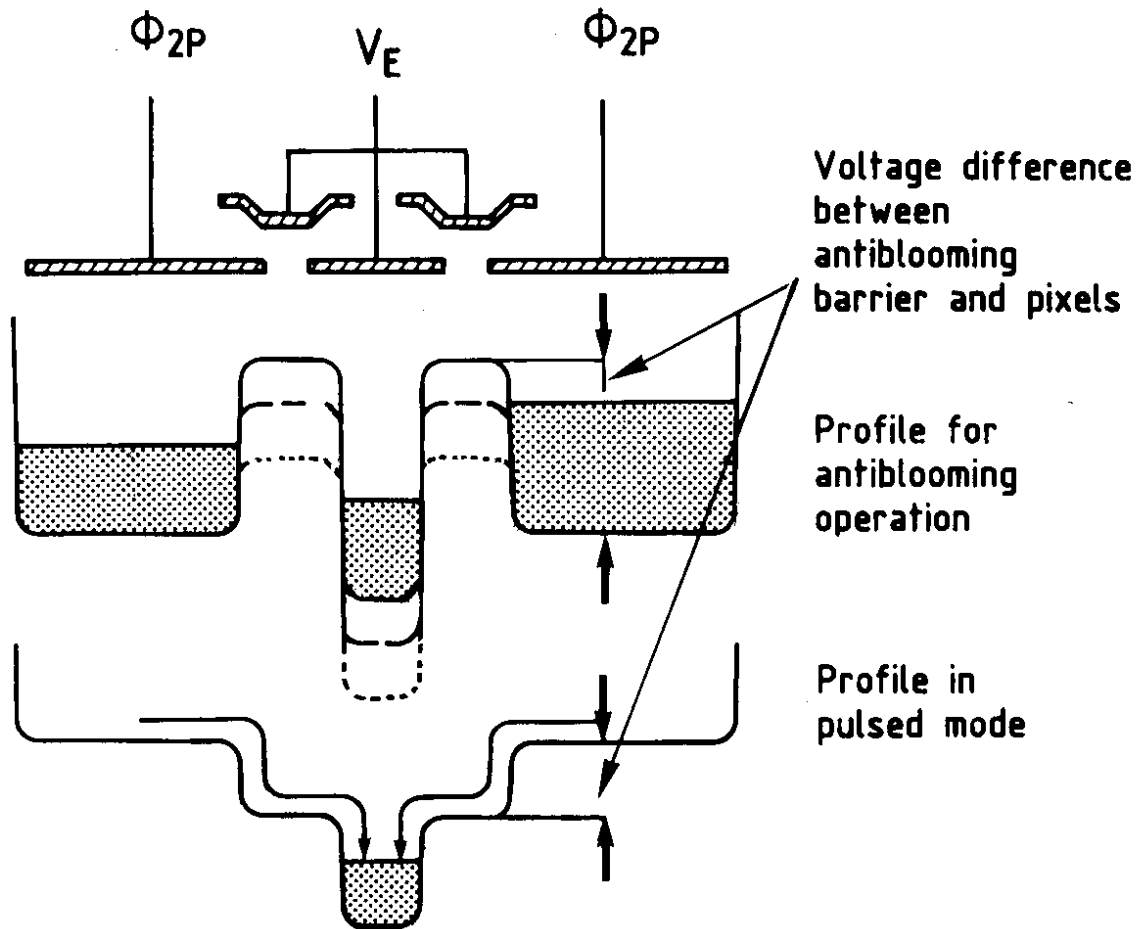 Φ2P
VE
Φ2P
Voltage difference
between
antiblooming
barrier and pixels
Profile for
antiblooming
operation
Profile in
pulsed mode